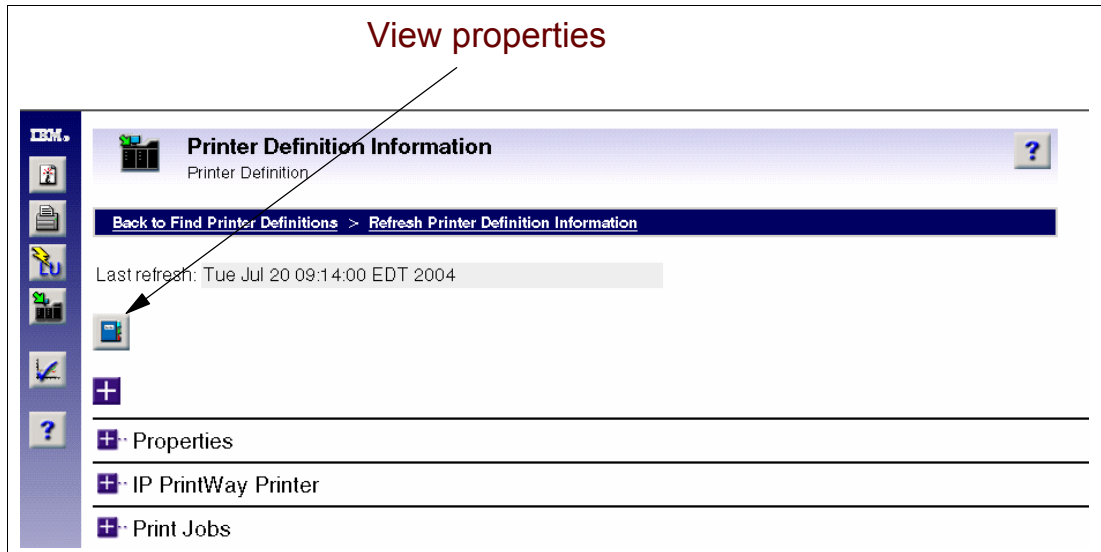 View properties
IBM®
Printer Definition Information
Printer Definition
?
Back to Find Printer Definitions > Refresh Printer Definition Information
Last refresh: Tue Jul 20 09:14:00 EDT 2004
LU
?
Properties
IP PrintWay Printer
Print Jobs